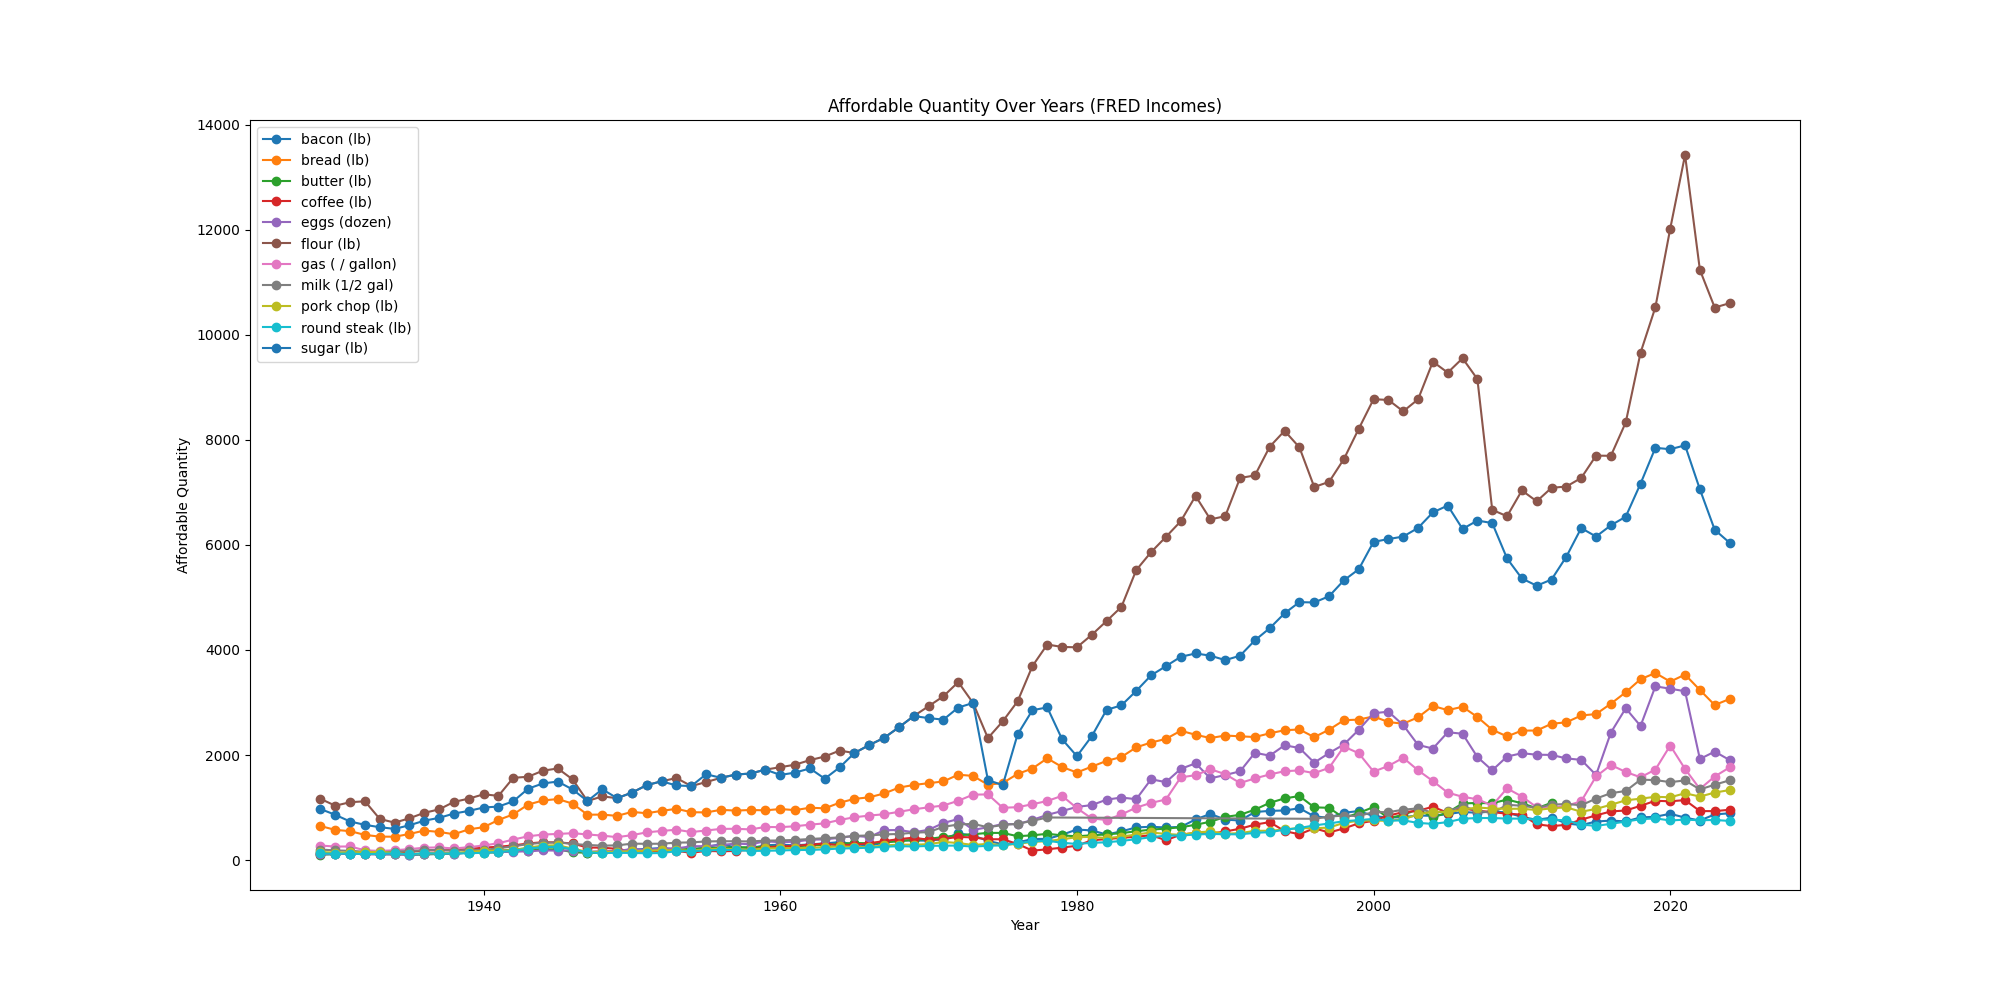 Affordable Quantity Over Years (FRED Incomes)
14000
12000
10000
8000
6000
4000
2000
0
Affordable Quantity
bacon (lb)
bread (lb)
butter (lb)
coffee (lb)
eggs (dozen)
flour (lb)
gas ( / gallon)
milk (1/2 gal)
pork chop (lb)
round steak (lb)
sugar (lb)
1940
1960
1980
2000
2020
Year